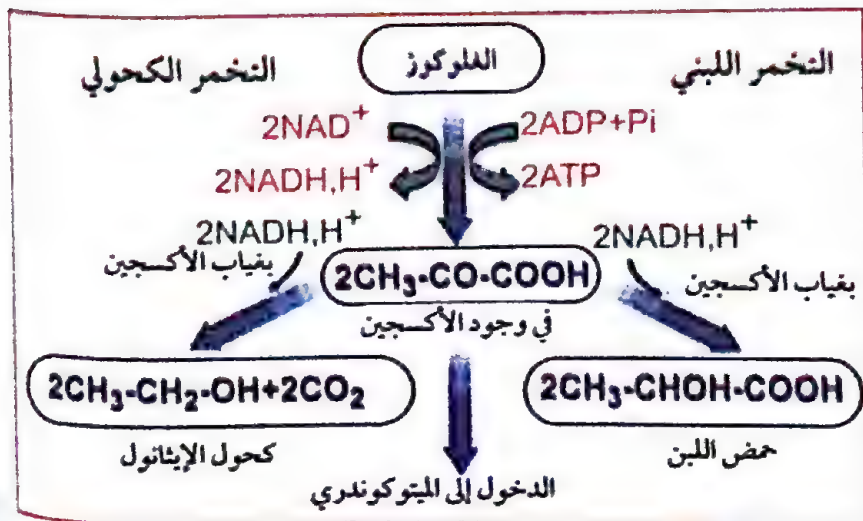 التخمر اللبني
الغلوكوز
التخمر الكحولي
2NAD⁺
2ADP+Pi
2NADH,H⁺
2ATP
2NADH,H⁺
2NADH,H⁺
بغياب الأكسجين
2CH₃-CO-COOH
بغياب الأكسجين
في وجود الأكسجين
2CH₃-CH₂-OH+2CO₂
2CH₃-CHOH-COOH
كحول الإيثانول
حمض اللبن
الدخول إلى الميتوكوندري